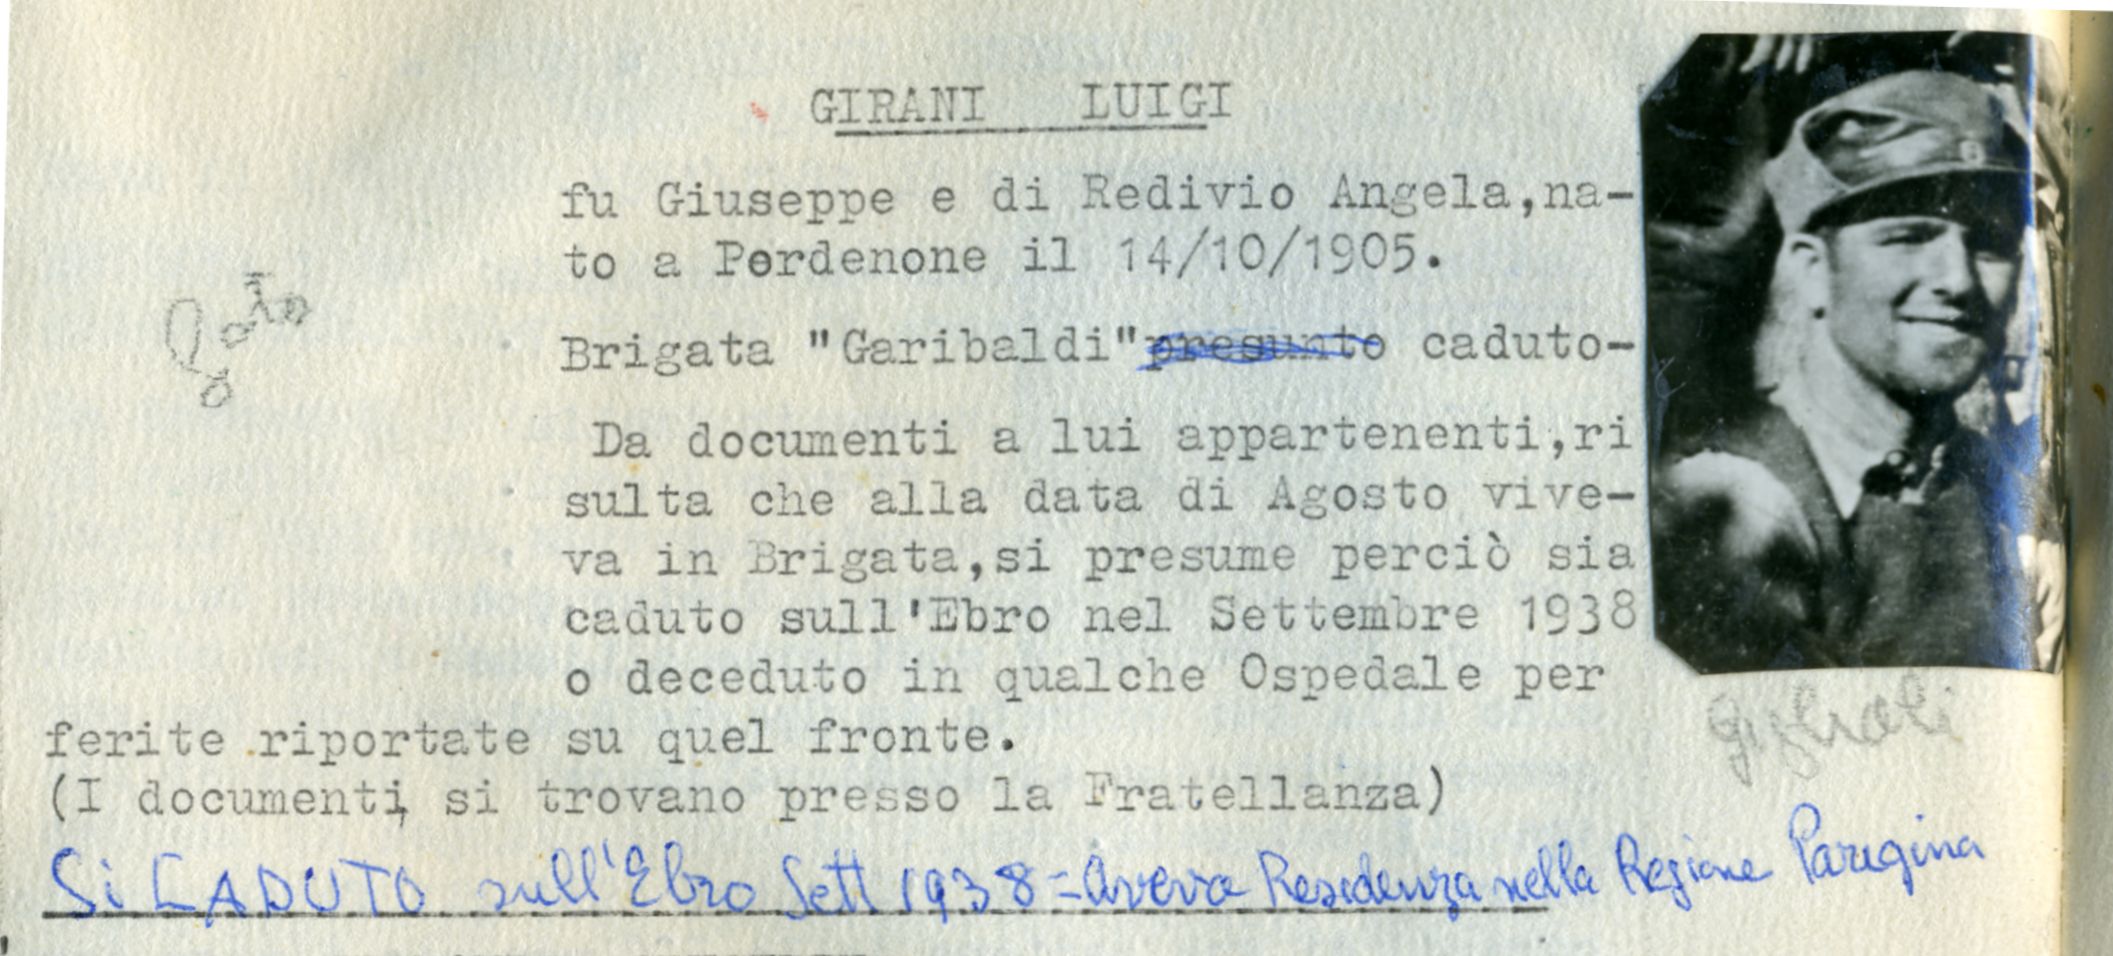 GIRANI LUIGI
fu Giuseppe e di Redivio Angela,na-
to a Pordenone il 14/10/1905.
Brigata "Garibaldi" presunto caduto-
Da documenti a lui appartenenti,ri
sulta che alla data di Agosto vive-
va in Brigata,si presume perciò sia
caduto sull'Ebro nel Settembre 1938
o deceduto in qualche Ospedale per
ferite riportate su quel fronte.
(I documenti, si trovano presso la Fratellanza)
Si CADUTO sull'Ebro Sett 1938 = Aveva Residenza nella Regione Paregina
foto